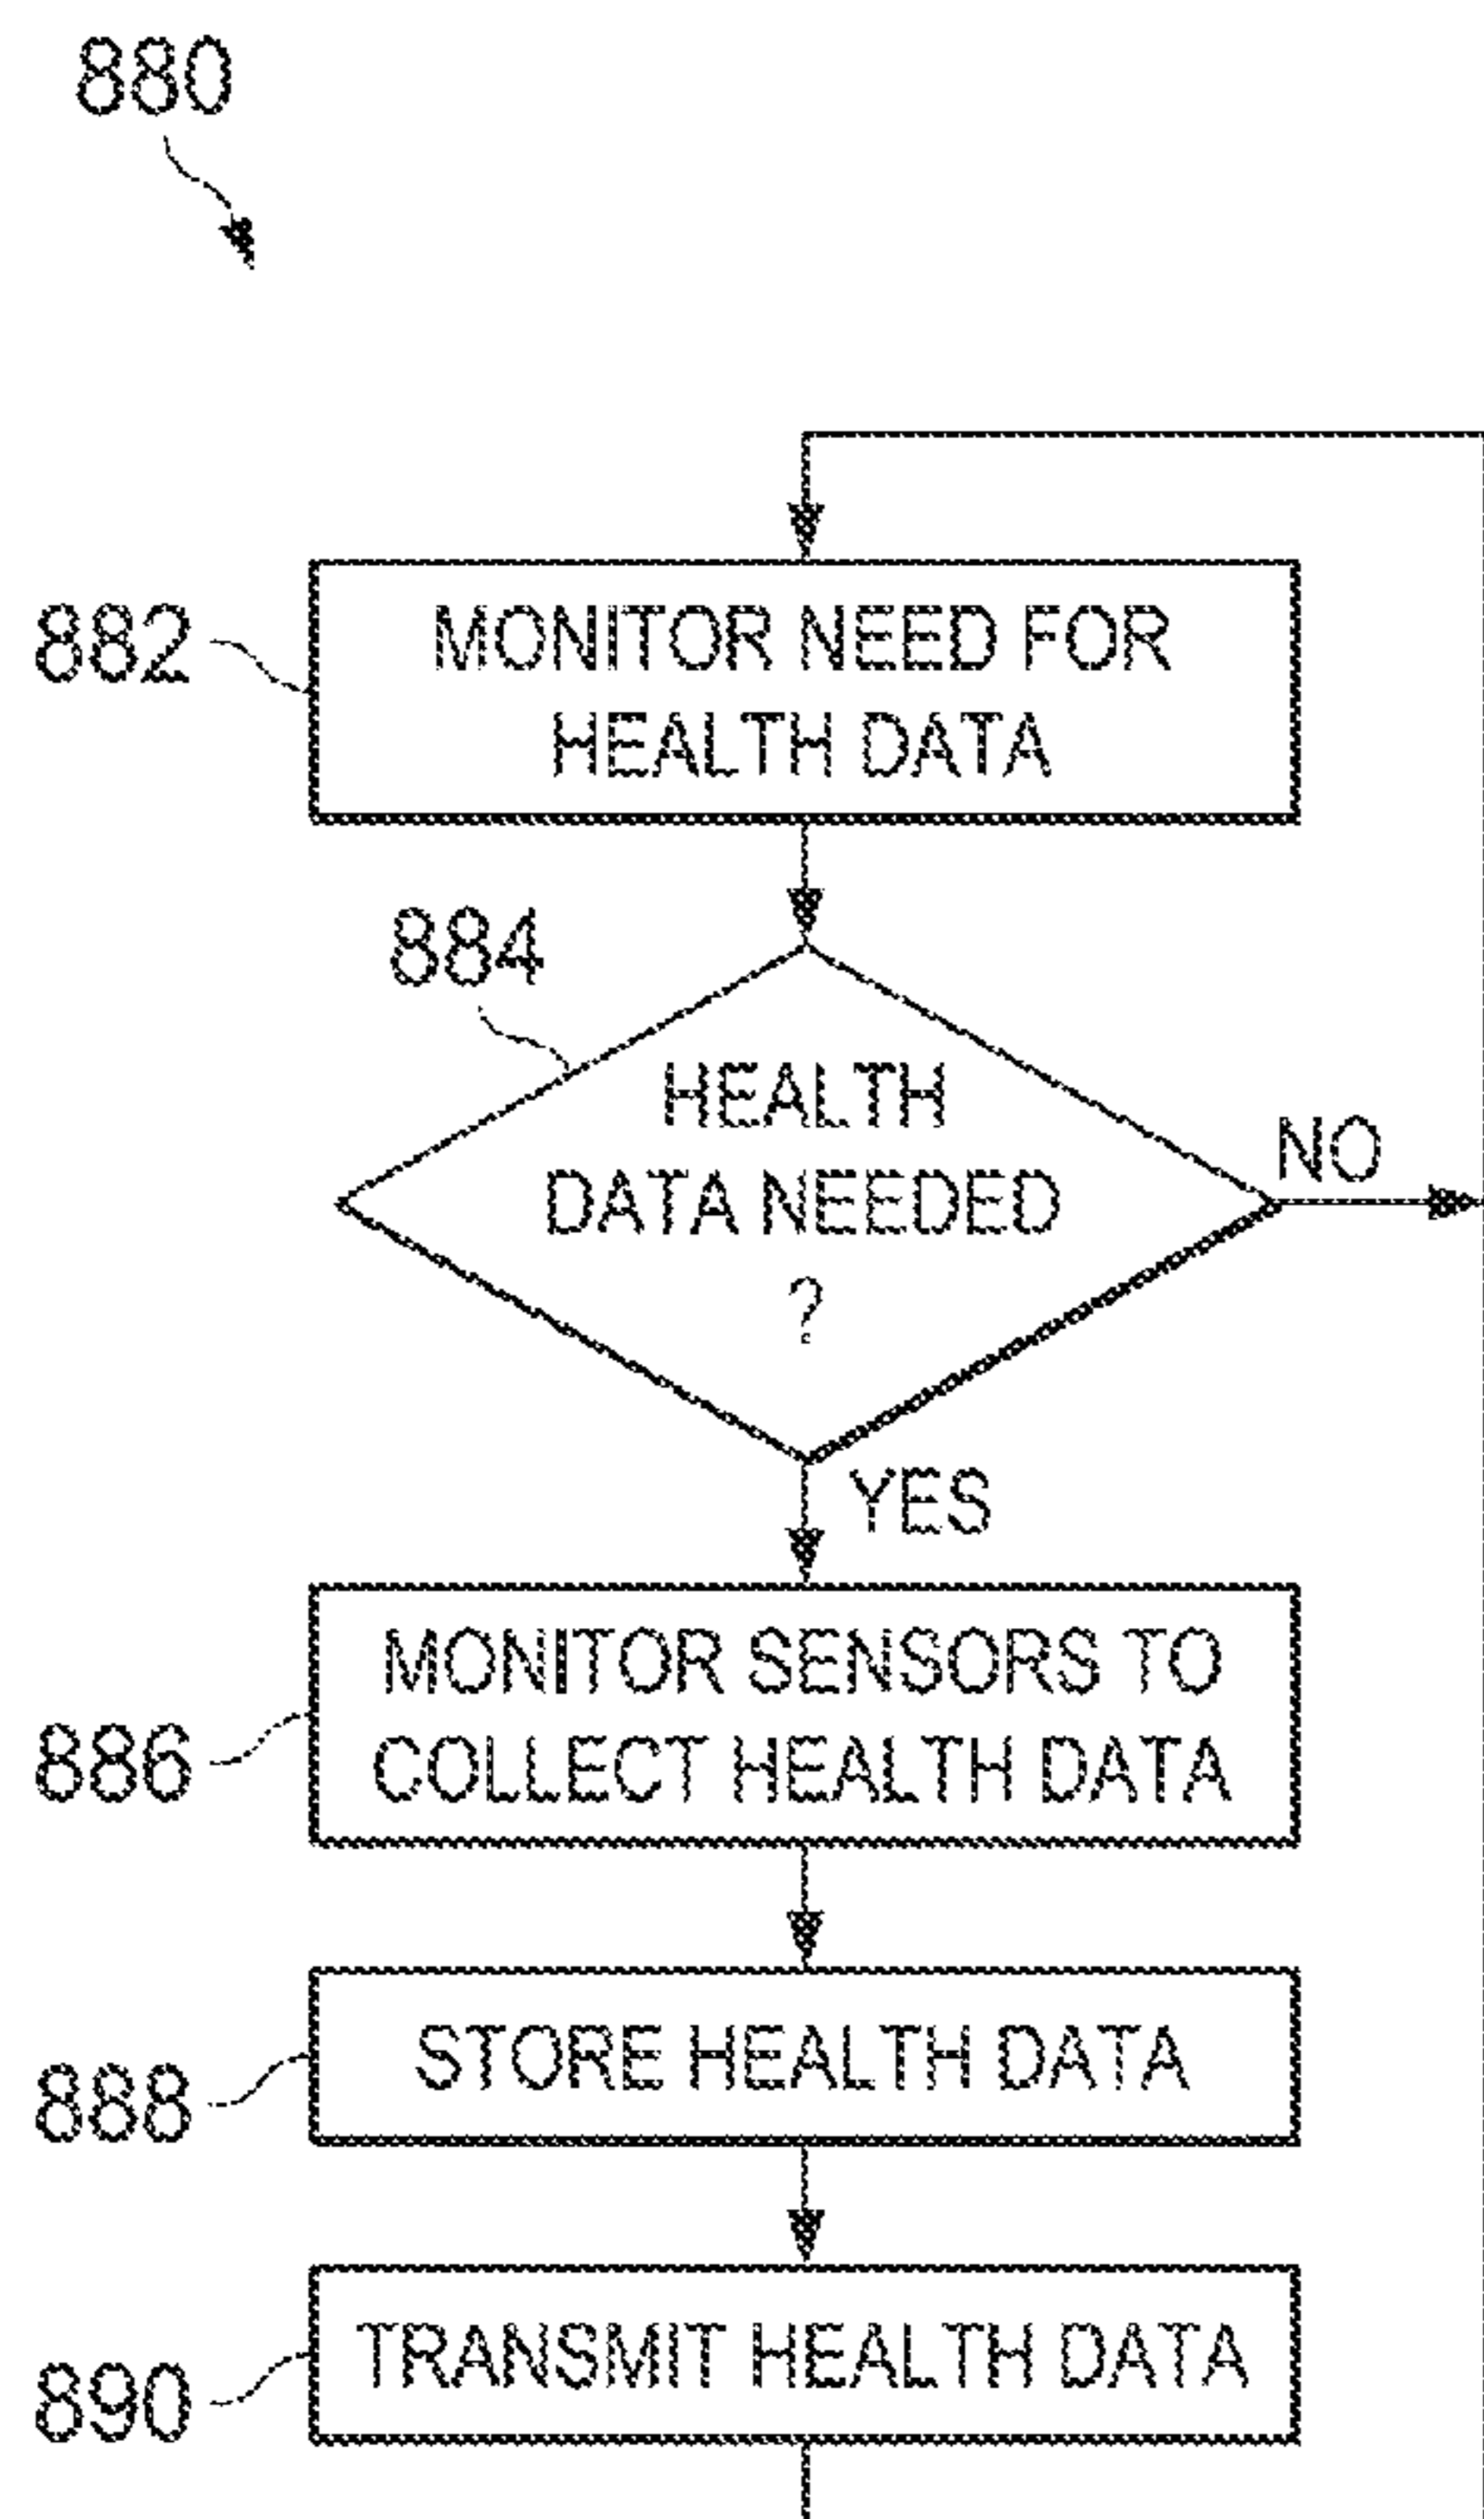 880
882
MONITOR NEED FOR
HEALTH DATA
884
HEALTH
DATA NEEDED
?
NO
YES
886
MONITOR SENSORS TO
COLLECT HEALTH DATA
888
STORE HEALTH DATA
890
TRANSMIT HEALTH DATA